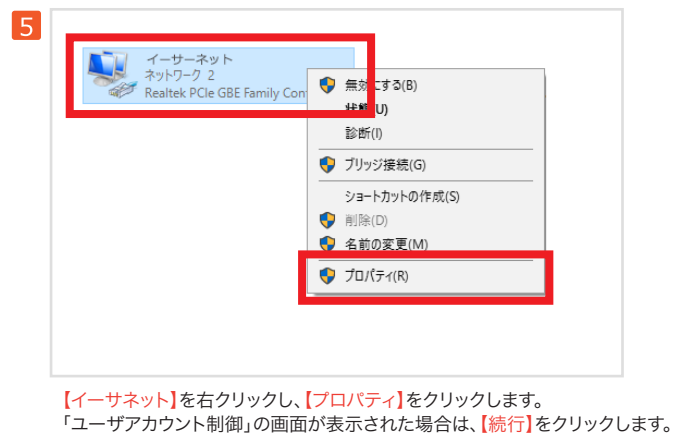 5
イーサーネット
ネットワーク 2
Realtek PCIe GBE Family Con
無効にする(B)
状態(U)
診断(I)
ブリッジ接続(G)
ショートカットの作成(S)
削除(D)
名前の変更(M)
プロパティ(R)
【イーサネット】を右クリックし、【プロパティ】をクリックします。
「ユーザアカウント制御」の画面が表示された場合は、【続行】をクリックします。